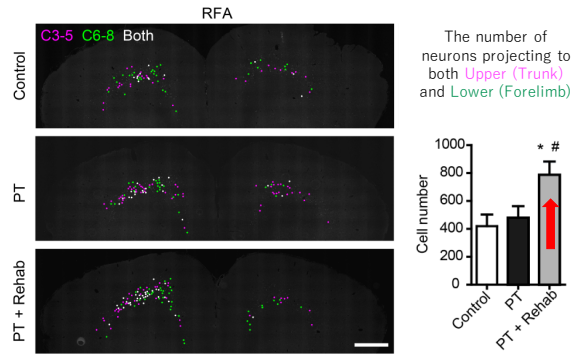 RFA
C3-5 C6-8 Both
Control
PT
PT + Rehab
The number of
neurons projecting to
both Upper (Trunk)
and Lower (Forelimb)
* #
Cell number
1000
800
600
400
200
0
Control
PT
PT + Rehab